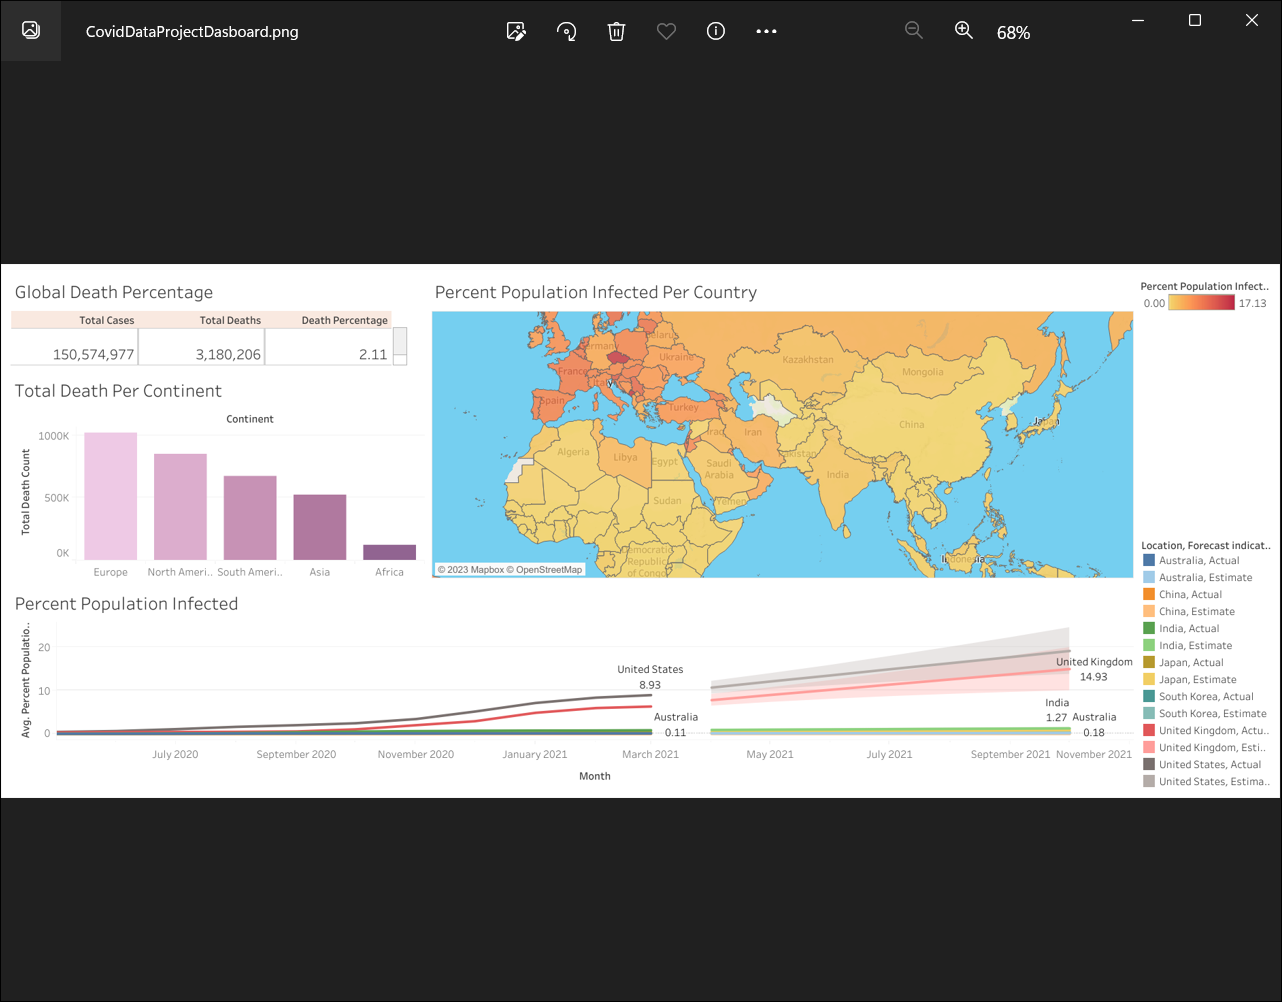 CovidDataProjectDasboard.png
68%
Global Death Percentage
Total Cases Total Deaths Death Percentage
150,574,977 3,180,206 2.11
Total Death Per Continent
Continent
Total Death Count
1000K
500K
0K
Europe North Ameri.. South Ameri.. Asia Africa
Percent Population Infected Per Country
Ukraine
Kazakhstan
Mongolia
France
Spain
Turkey
China
Japan
Iraq
Iran
Algeria
Libya
Egypt
Saudi
Arabia
India
Sudan
Yemen
Democratic
Republic
of Congo
Indonesia
© 2023 Mapbox © OpenStreetMap
Percent Population Infect..
0.00 17.13
Percent Population Infected
Avg. Percent Populatio..
20
10
0
United States
8.93
Australia
0.11
United Kingdom
14.93
India
1.27
Australia
0.18
July 2020 September 2020 November 2020 January 2021 March 2021 May 2021 July 2021 September 2021 November 2021
Month
Location, Forecast indicat..
Australia, Actual
Australia, Estimate
China, Actual
China, Estimate
India, Actual
India, Estimate
Japan, Actual
Japan, Estimate
South Korea, Actual
South Korea, Estimate
United Kingdom, Actu..
United Kingdom, Esti..
United States, Actual
United States, Estima..